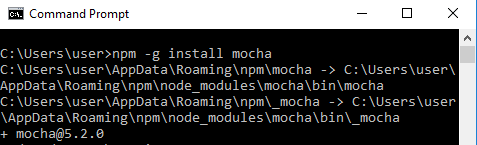 Command Prompt
C:\Users\user>npm -g install mocha
C:\Users\user\AppData\Roaming\npm\mocha -> C:\Users\user\
AppData\Roaming\npm\node_modules\mocha\bin\mocha
C:\Users\user\AppData\Roaming\npm\_mocha -> C:\Users\user
\AppData\Roaming\npm\node_modules\mocha\bin\_mocha
+ mocha@5.2.0